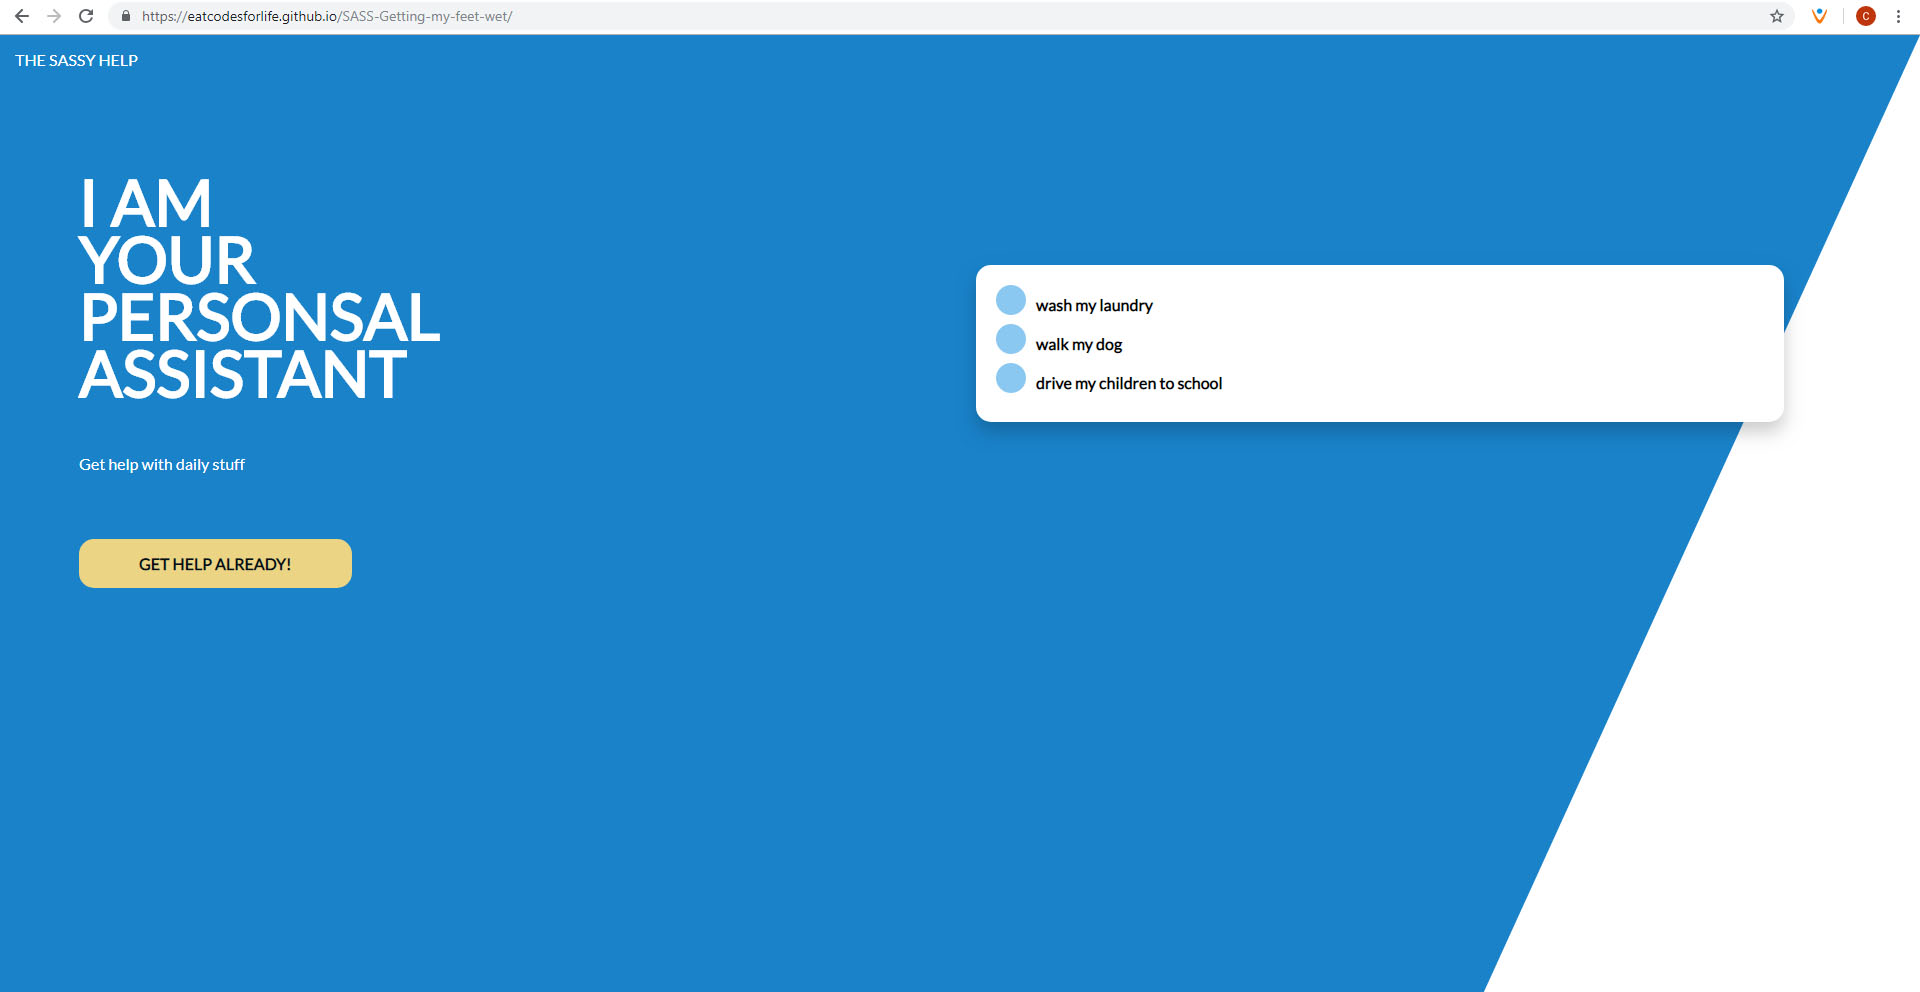 https://eatcodesforlife.github.io/SASS-Getting-my-feet-wet/
C
THE SASSY HELP
I AM
YOUR
PERSONSAL
ASSISTANT
Get help with daily stuff
GET HELP ALREADY!
wash my laundry
walk my dog
drive my children to school